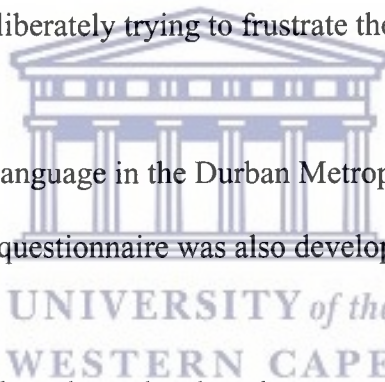 liberately trying to frustrate the
anguage in the Durban Metrop
questionnaire was also develop
UNIVERSITY of the
WESTERN CAPE